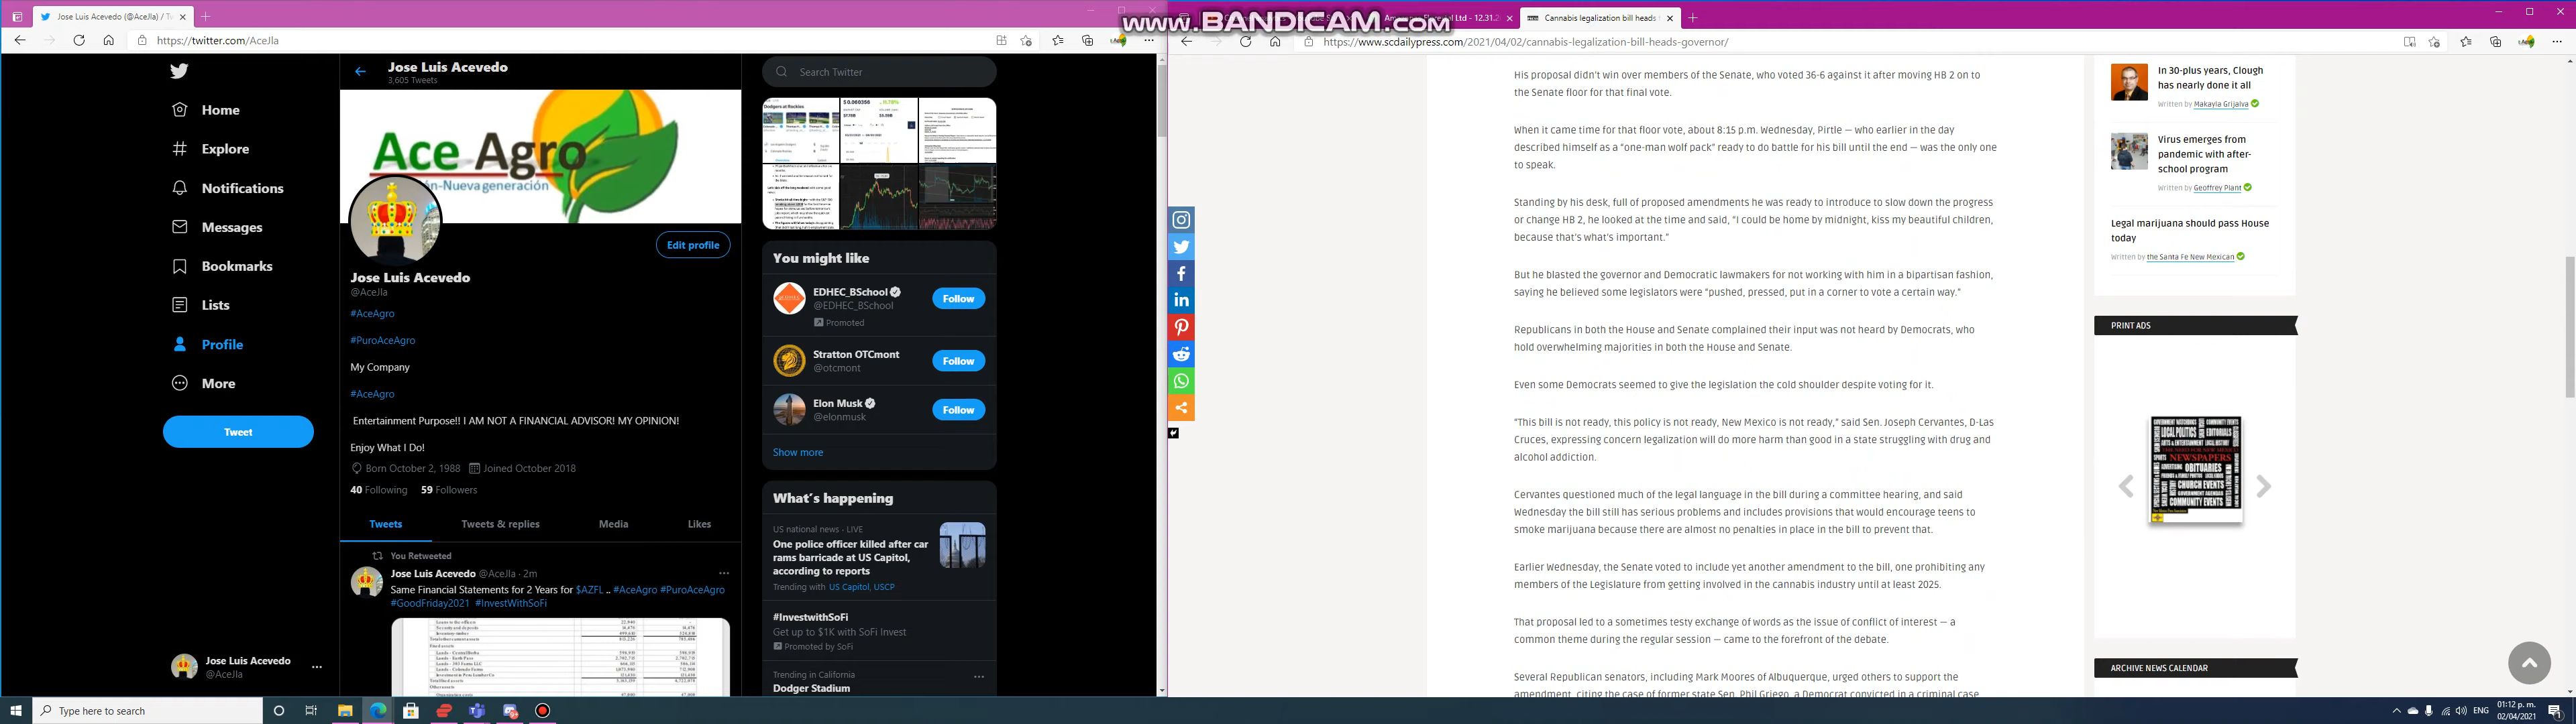 Jose Luis Acevedo (@AceJla) / Tw
www.BANDICAM.com
Cannabis legalization bill heads
https://twitter.com/AceJla
https://www.scdailypress.com/2021/04/02/cannabis-legalization-bill-heads-governor/
Home
Explore
Notifications
Messages
Bookmarks
Lists
Profile
More
Tweet
Jose Luis Acevedo
@AceJla
Jose Luis Acevedo
3,605 Tweets
Ace Agro
Nueva generación
Edit profile
Jose Luis Acevedo
@AceJla
#AceAgro
#PuroAceAgro
My Company
#AceAgro
Entertainment Purpose!! I AM NOT A FINANCIAL ADVISOR! MY OPINION!
Enjoy What I Do!
Born October 2, 1988 Joined October 2018
40 Following 59 Followers
Tweets Tweets & replies Media Likes
You Retweeted
Jose Luis Acevedo @AceJla · 2m
Same Financial Statements for 2 Years for $AZFL .. #AceAgro #PuroAceAgro
#GoodFriday2021 #InvestWithSoFi
Search Twitter
You might like
EDHEC_BSchool
@EDHEC_BSchool
Promoted
Follow
Stratton OTCmont
@otcmont
Follow
Elon Musk
@elonmusk
Follow
Show more
What's happening
US national news · LIVE
One police officer killed after car
rams barricade at US Capitol,
according to reports
Trending with US Capitol, USCP
#InvestwithSoFi
Get up to $1K with SoFi Invest
Promoted by SoFi
Trending in California
Dodger Stadium
His proposal didn't win over members of the Senate, who voted 36-6 against it after moving HB 2 on to
the Senate floor for that final vote.
When it came time for that floor vote, about 8:15 p.m. Wednesday, Pirtle — who earlier in the day
described himself as a "one-man wolf pack" ready to do battle for his bill until the end — was the only one
to speak.
Standing by his desk, full of proposed amendments he was ready to introduce to slow down the progress
or change HB 2, he looked at the time and said, "I could be home by midnight, kiss my beautiful children,
because that's what's important."
But he blasted the governor and Democratic lawmakers for not working with him in a bipartisan fashion,
saying he believed some legislators were "pushed, pressed, put in a corner to vote a certain way."
Republicans in both the House and Senate complained their input was not heard by Democrats, who
hold overwhelming majorities in both the House and Senate.
Even some Democrats seemed to give the legislation the cold shoulder despite voting for it.
"This bill is not ready, this policy is not ready, New Mexico is not ready," said Sen. Joseph Cervantes, D-Las
Cruces, expressing concern legalization will do more harm than good in a state struggling with drug and
alcohol addiction.
Cervantes questioned much of the legal language in the bill during a committee hearing, and said
Wednesday the bill still has serious problems and includes provisions that would encourage teens to
smoke marijuana because there are almost no penalties in place in the bill to prevent that.
Earlier Wednesday, the Senate voted to include yet another amendment to the bill, one prohibiting any
members of the Legislature from getting involved in the cannabis industry until at least 2025.
That proposal led to a sometimes testy exchange of words as the issue of conflict of interest — a
common theme during the regular session — came to the forefront of the debate.
Several Republican senators, including Mark Moores of Albuquerque, urged others to support the
amendment, citing the case of former state Sen. Phil Griego, a Democrat convicted in a criminal case
In 30-plus years, Clough
has nearly done it all
Written by Makayla Grijalva
Virus emerges from
pandemic with after-
school program
Written by Geoffrey Plant
Legal marijuana should pass House
today
Written by the Santa Fe New Mexican
PRINT ADS
LOCAL POLITICS
NEWSPAPERS
OBITUARIES
CHURCH EVENTS
COMMUNITY EVENTS
ARCHIVE NEWS CALENDAR
Type here to search
ENG
01:12 p. m.
02/04/2021